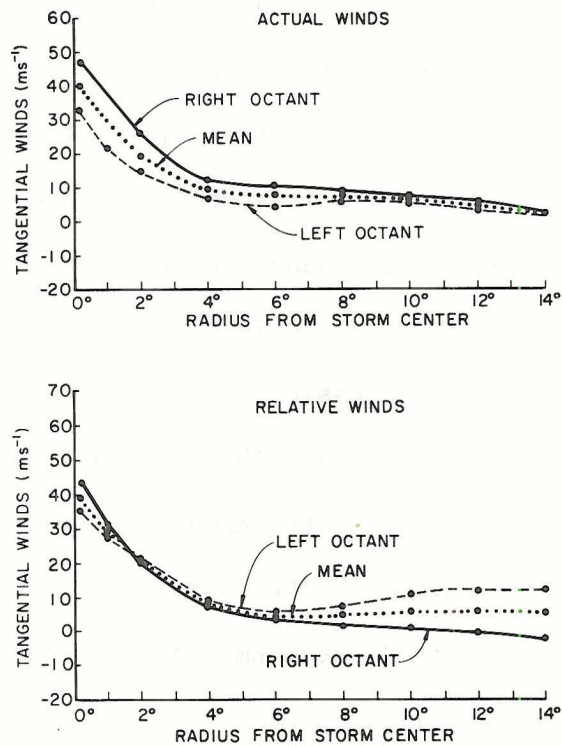 ACTUAL WINDS
TANGENTIAL WINDS (ms⁻¹)
60
50
40
30
20
10
0
-10
-20
RIGHT OCTANT
MEAN
LEFT OCTANT
0° 2° 4° 6° 8° 10° 12° 14°
RADIUS FROM STORM CENTER
RELATIVE WINDS
TANGENTIAL WINDS (ms⁻¹)
70
60
50
40
30
20
10
0
-10
-20
LEFT OCTANT
MEAN
RIGHT OCTANT
0° 2° 4° 6° 8° 10° 12° 14°
RADIUS FROM STORM CENTER